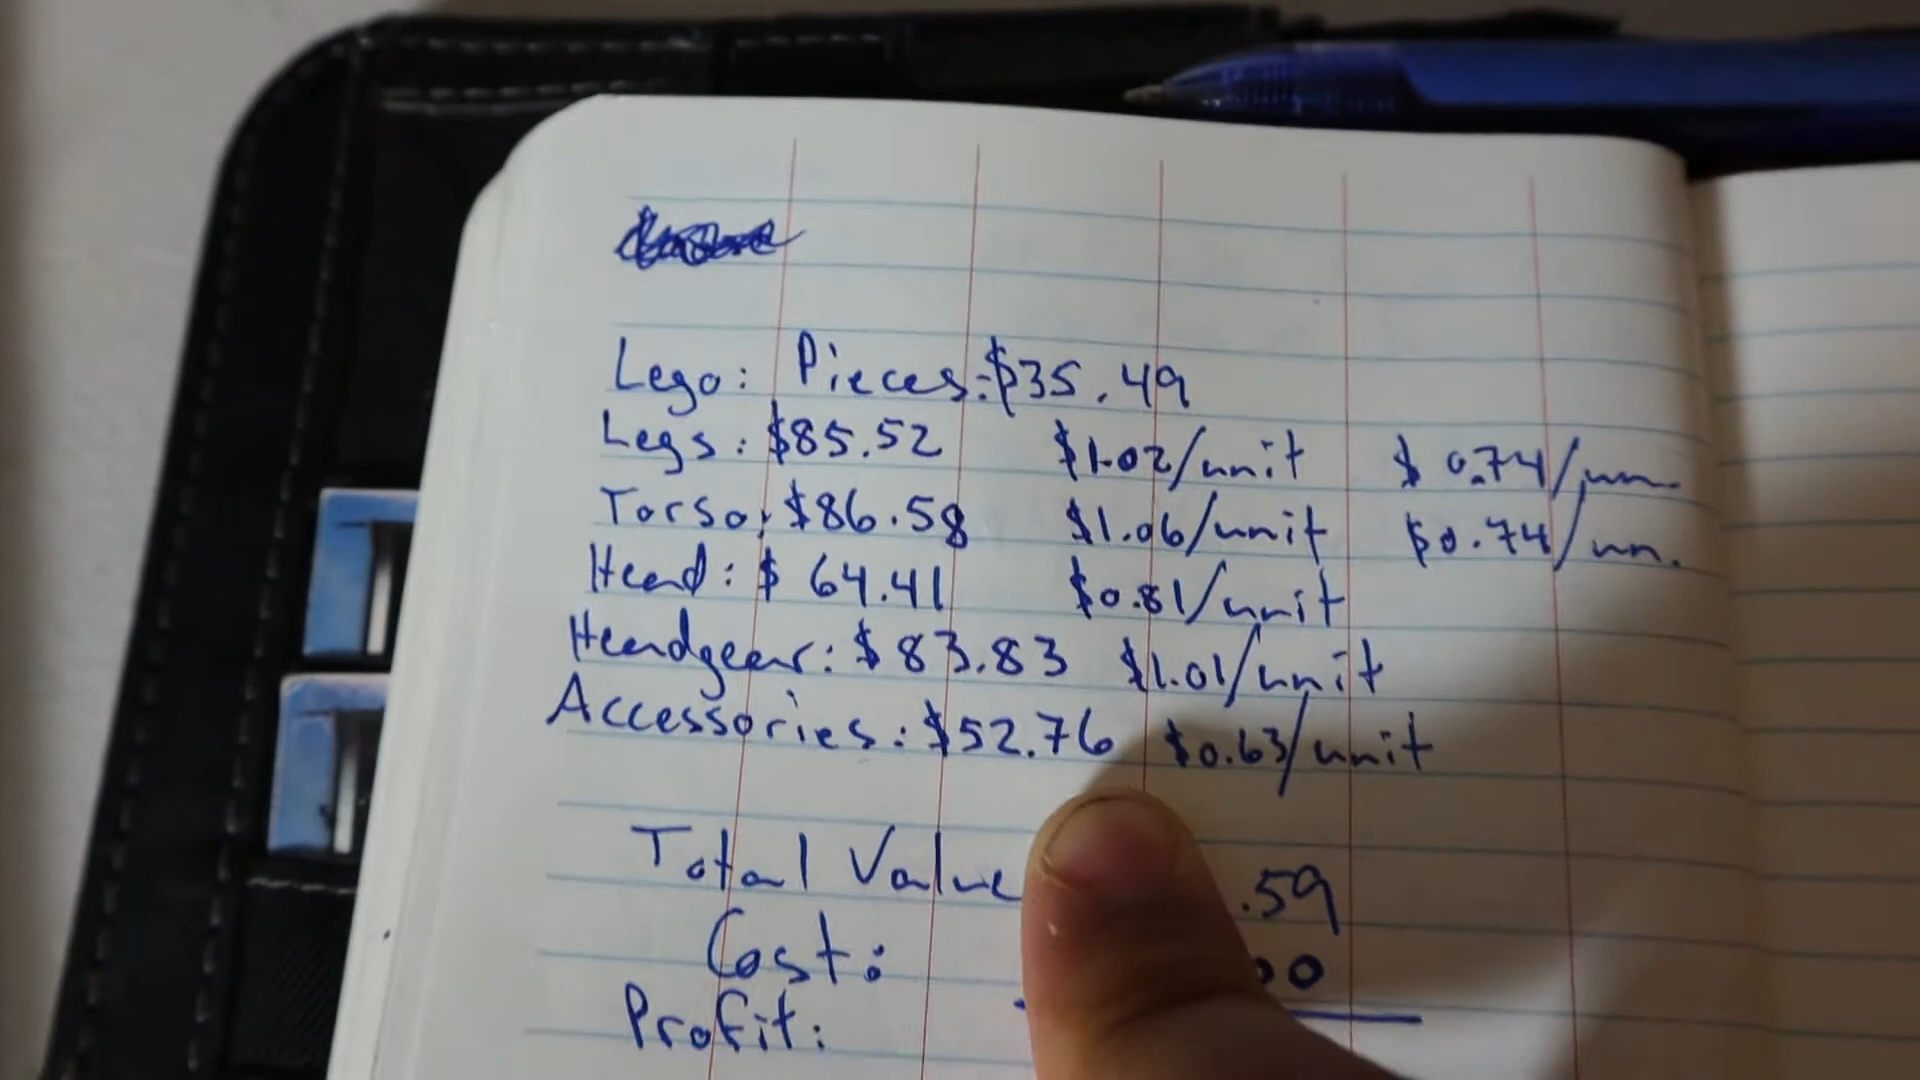 Lego: Pieces:$35.49
Legs: $85.52 $1.02/unit $0.74/un.
Torso: $86.58 $1.06/unit $0.74/un.
Head: $64.41 $0.81/unit
Headgear: $83.83 $1.01/unit
Accessories: $52.76 $0.63/unit
Total Value .59
Cost: 00
Profit: